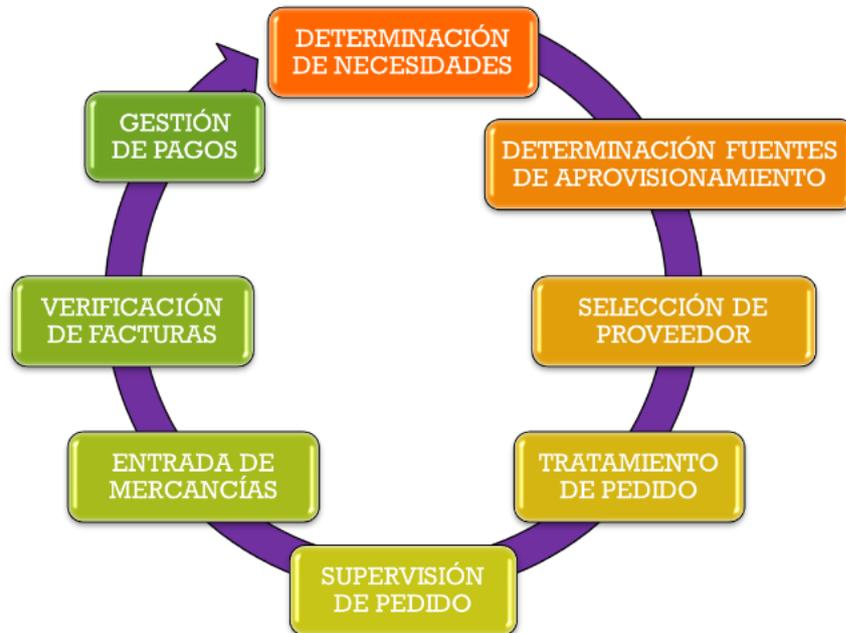 DETERMINACIÓN
DE NECESIDADES
DETERMINACIÓN FUENTES
DE APROVISIONAMIENTO
SELECCIÓN DE
PROVEEDOR
TRATAMIENTO
DE PEDIDO
SUPERVISIÓN
DE PEDIDO
ENTRADA DE
MERCANCÍAS
VERIFICACIÓN
DE FACTURAS
GESTIÓN
DE PAGOS